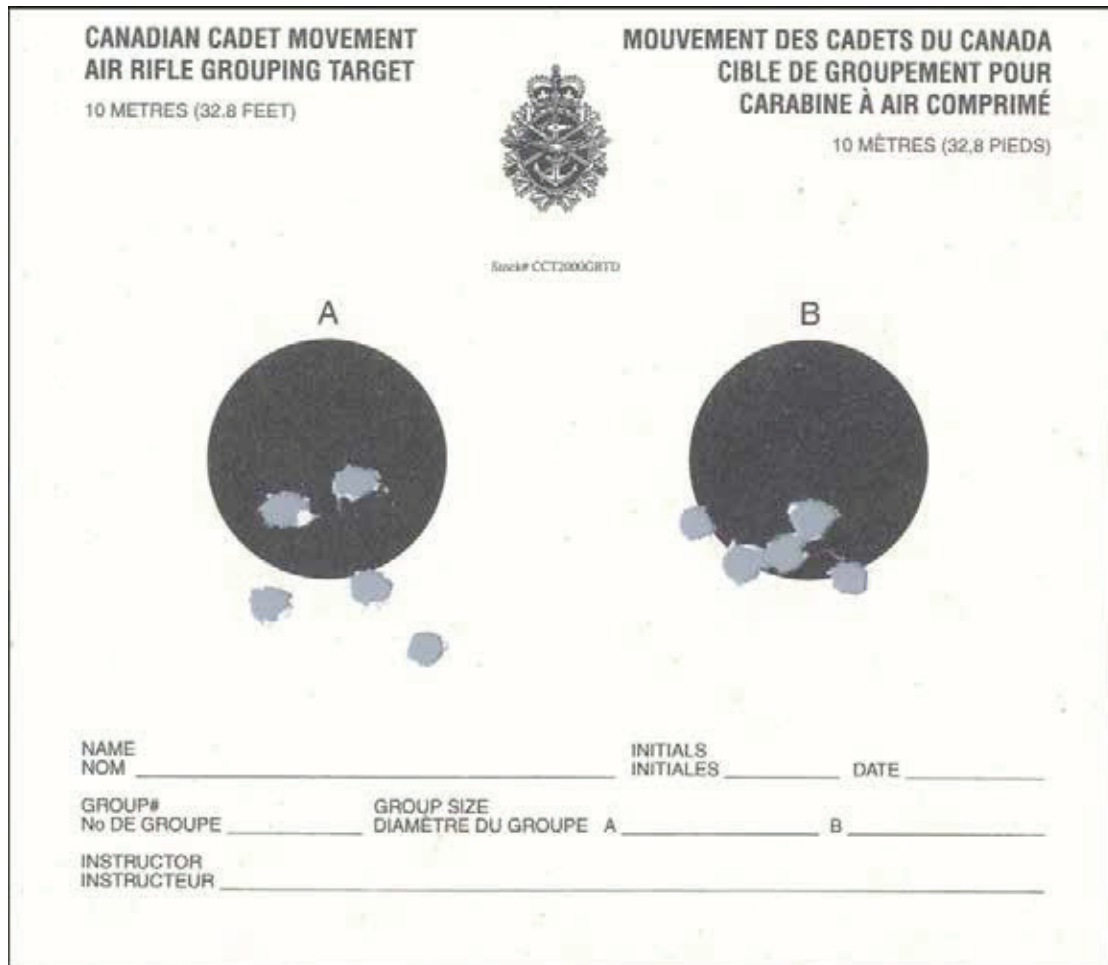 CANADIAN CADET MOVEMENT
AIR RIFLE GROUPING TARGET
10 METRES (32.8 FEET)
MOUVEMENT DES CADETS DU CANADA
CIBLE DE GROUPEMENT POUR
CARABINE À AIR COMPRIMÉ
10 MÈTRES (32,8 PIEDS)
Stock# CCT2000GRTD
A
B
NAME
NOM
INITIALS
INITIALES
DATE
GROUP#
No DE GROUPE
GROUP SIZE
DIAMÈTRE DU GROUPE A
B
INSTRUCTOR
INSTRUCTEUR